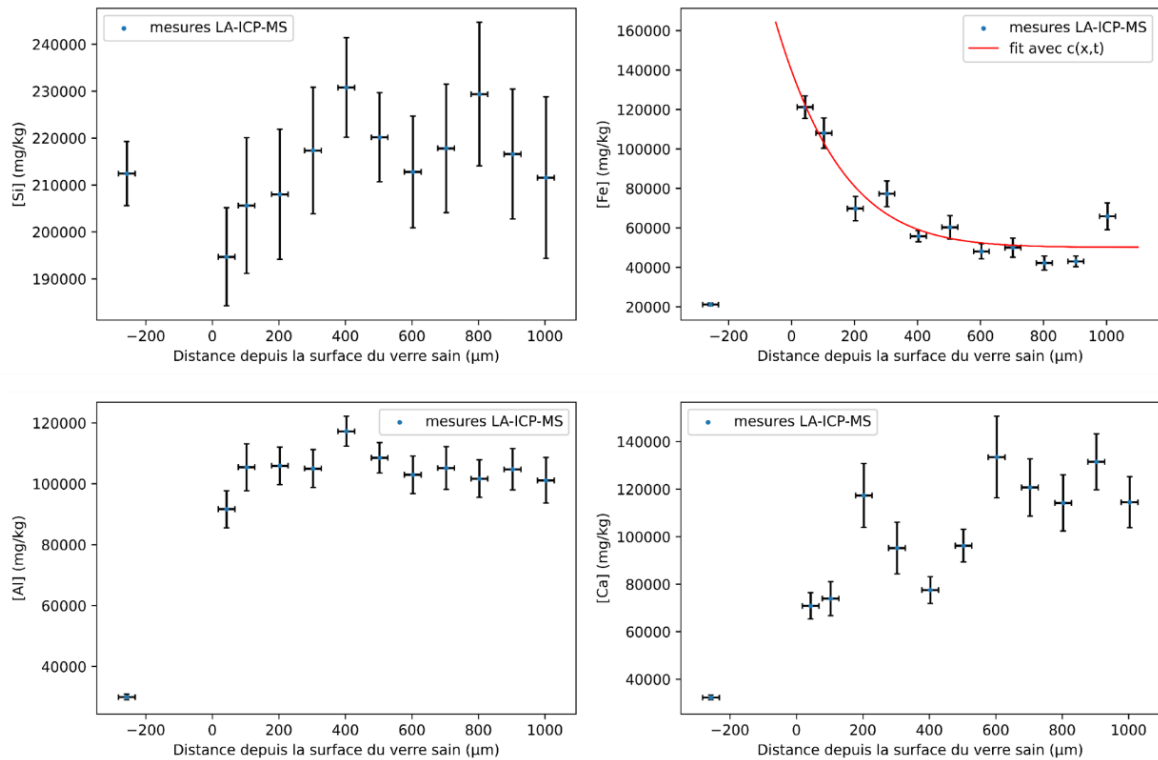 mesures LA-ICP-MS
240000
230000
220000
210000
200000
190000
[Si] (mg/kg)
−200 0 200 400 600 800 1000
Distance depuis la surface du verre sain (µm)
mesures LA-ICP-MS
fit avec c(x,t)
160000
140000
120000
100000
80000
60000
40000
20000
[Fe] (mg/kg)
−200 0 200 400 600 800 1000
Distance depuis la surface du verre sain (µm)
mesures LA-ICP-MS
120000
100000
80000
60000
40000
[Al] (mg/kg)
−200 0 200 400 600 800 1000
Distance depuis la surface du verre sain (µm)
mesures LA-ICP-MS
140000
120000
100000
80000
60000
40000
[Ca] (mg/kg)
−200 0 200 400 600 800 1000
Distance depuis la surface du verre sain (µm)